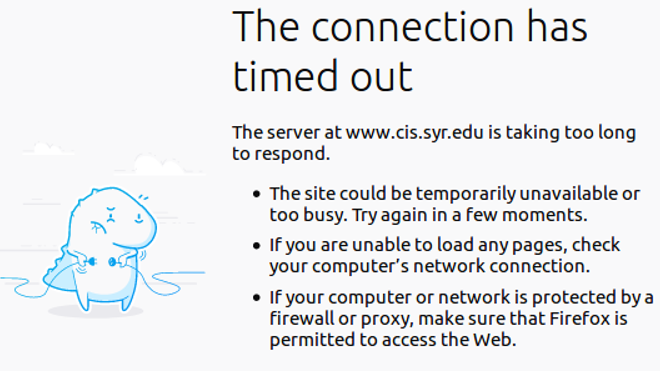 The connection has
timed out
The server at www.cis.syr.edu is taking too long
to respond.
• The site could be temporarily unavailable or
too busy. Try again in a few moments.
• If you are unable to load any pages, check
your computer’s network connection.
• If your computer or network is protected by a
firewall or proxy, make sure that Firefox is
permitted to access the Web.